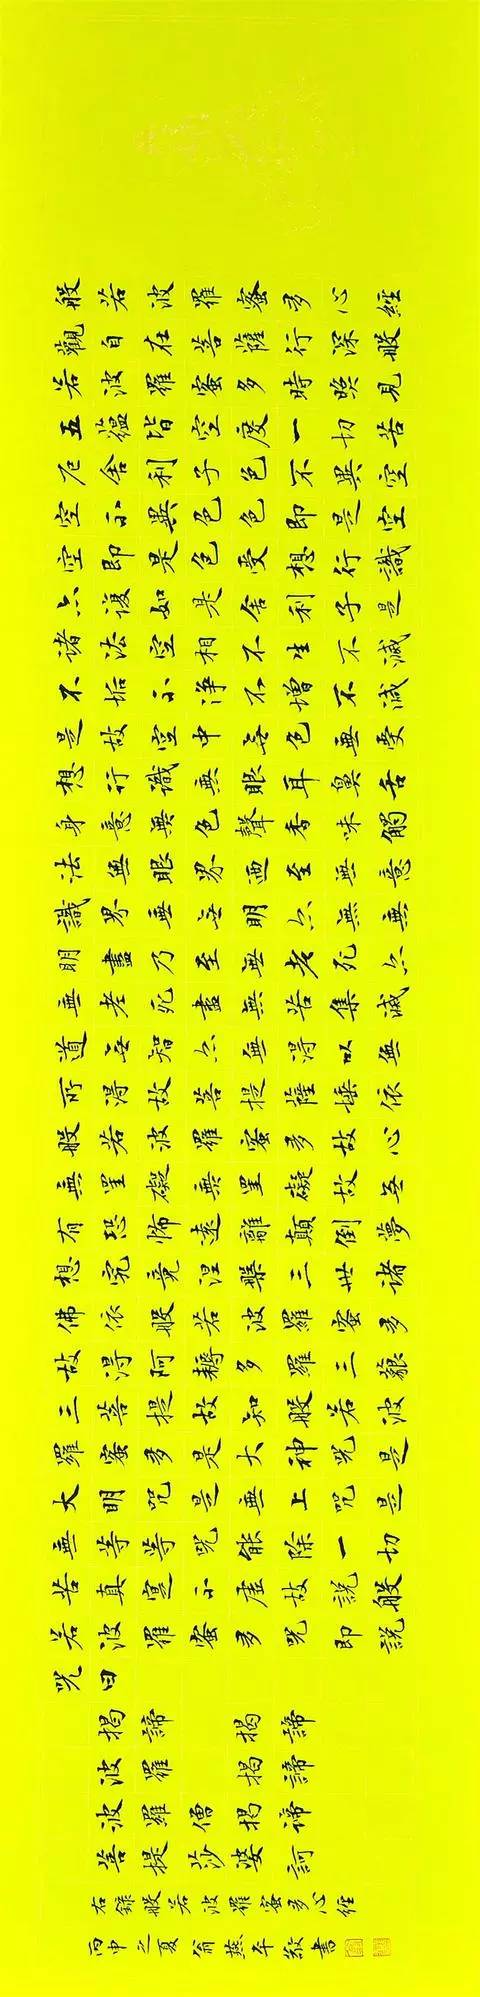 般若波羅蜜多心經
觀自在菩薩行深般
若波羅蜜多時照見
五蘊皆空度一切苦
厄舍利子色不異空
空不異色色即是空
空即是色受想行識
亦復如是舍利子是
諸法空相不生不滅
不垢不浄不增不減
是故空中無色無受
想行識無眼耳鼻舌
身意無色聲香味觸
法無眼界乃至無意
識界無無明亦無無
明盡乃至無老死亦
無老死盡無苦集滅
道無智亦無得以無
所得故菩提薩埵依
般若波羅蜜多故心
無罣礙無罣礙故無
有恐怖遠離顛倒夢
想究竟涅槃三世諸
佛依般若波羅蜜多
故得阿耨多羅三藐
三菩提故知般若波
羅蜜多是大神咒是
大明咒是無上咒是
無等等咒能除一切
苦真實不虛故說般
若波羅蜜多咒即說
咒曰
揭諦揭諦
波羅揭諦
波羅僧揭諦
菩提莎婆訶
右錄般若波羅蜜多心經
丙申之夏翁燕敬書